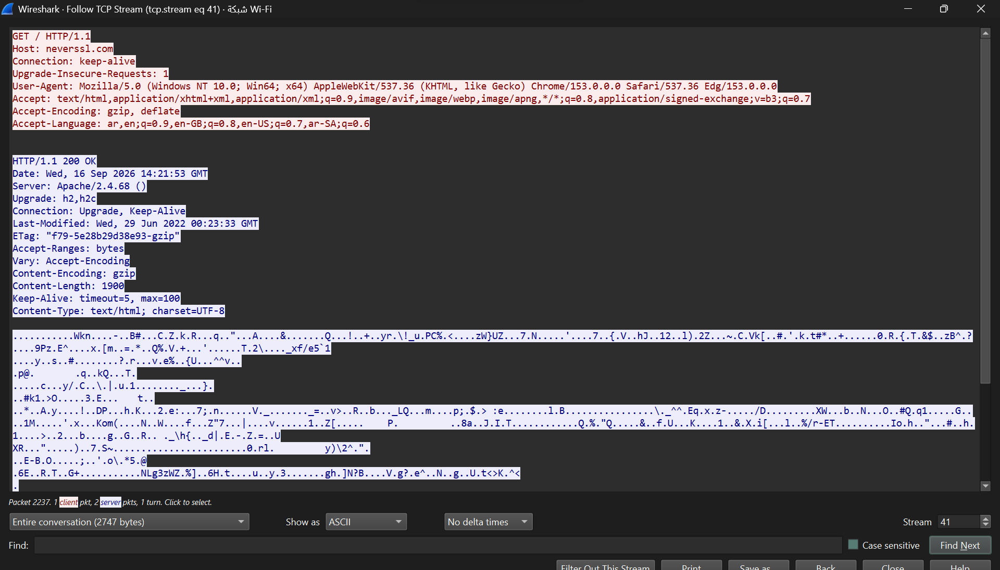 Wireshark · Follow TCP Stream (tcp.stream eq 41) · شبكة Wi-Fi
GET / HTTP/1.1
Host: neverssl.com
Connection: keep-alive
Upgrade-Insecure-Requests: 1
User-Agent: Mozilla/5.0 (Windows NT 10.0; Win64; x64) AppleWebKit/537.36 (KHTML, like Gecko) Chrome/153.0.0.0 Safari/537.36 Edg/153.0.0.0
Accept: text/html,application/xhtml+xml,application/xml;q=0.9,image/avif,image/webp,image/apng,*/*;q=0.8,application/signed-exchange;v=b3;q=0.7
Accept-Encoding: gzip, deflate
Accept-Language: ar,en;q=0.9,en-GB;q=0.8,en-US;q=0.7,ar-SA;q=0.6
HTTP/1.1 200 OK
Date: Wed, 16 Sep 2026 14:21:53 GMT
Server: Apache/2.4.68 ()
Upgrade: h2,h2c
Connection: Upgrade, Keep-Alive
Last-Modified: Wed, 29 Jun 2022 00:23:33 GMT
ETag: "f79-5e28b29d38e93-gzip"
Accept-Ranges: bytes
Vary: Accept-Encoding
Content-Encoding: gzip
Content-Length: 1900
Keep-Alive: timeout=5, max=100
Content-Type: text/html; charset=UTF-8
...........Wkn....-..B#...C.Z.k.R...q.."...A....&.......Q...!..+..yr.\!_u.PC%.<....zW}UZ...7.N.....'....7..{.V..hJ..12..l).2Z...~.C.Vk[..#.'.k.t#*..+......0.R.{.T.&$..zB^.?
....9Pz.E^....x.[m..=.*..Q%.V.+...'......T.2\...._xf/e5`1
....y..s..#........?.r...v.e%..{U...^^v..
.p@. .q..kQ...T.
.....c...y/.C..\.|.u.1........_...}.
..#k1.>O.....3.E... t..
..*..A.y....!..DP...h.K...2.e:...7;.n......V._......._=..v>..R..b..._LQ...m....p;.$.> :e........l.B................\._^^.Eq.x.z-...../D.........XW...b..N...O..#Q.q1.....G..
..1M.....'.x...Kom(....N..W....f...Z"7...|....v......1..Z[..... P. ..8a..J.I.T............Q.%."Q.....&..f.U...K....1..&.X.i[...l..%/r-ET..........Io.h.."...#..h.
1....>..2...b....g..G..R.. ._\h{.._d|.E.-.Z.=..U
XR...".....)..7.S~........................0.rl. y)\2^.".
..E-B.O.....;..'.o\.*5.@
.6E..R.T..G+...........NLg3zWZ.%]..6H.t....u..y.3.......gh.]N?B....V.g?.e^..N..g..U.t<>K.^<
.
Packet 2237. 1 client pkt, 2 server pkts, 1 turn. Click to select.
Entire conversation (2747 bytes) Show as ASCII No delta times Stream 41
Find: Case sensitive Find Next
Filter Out This Stream Print Save as Back Close Help